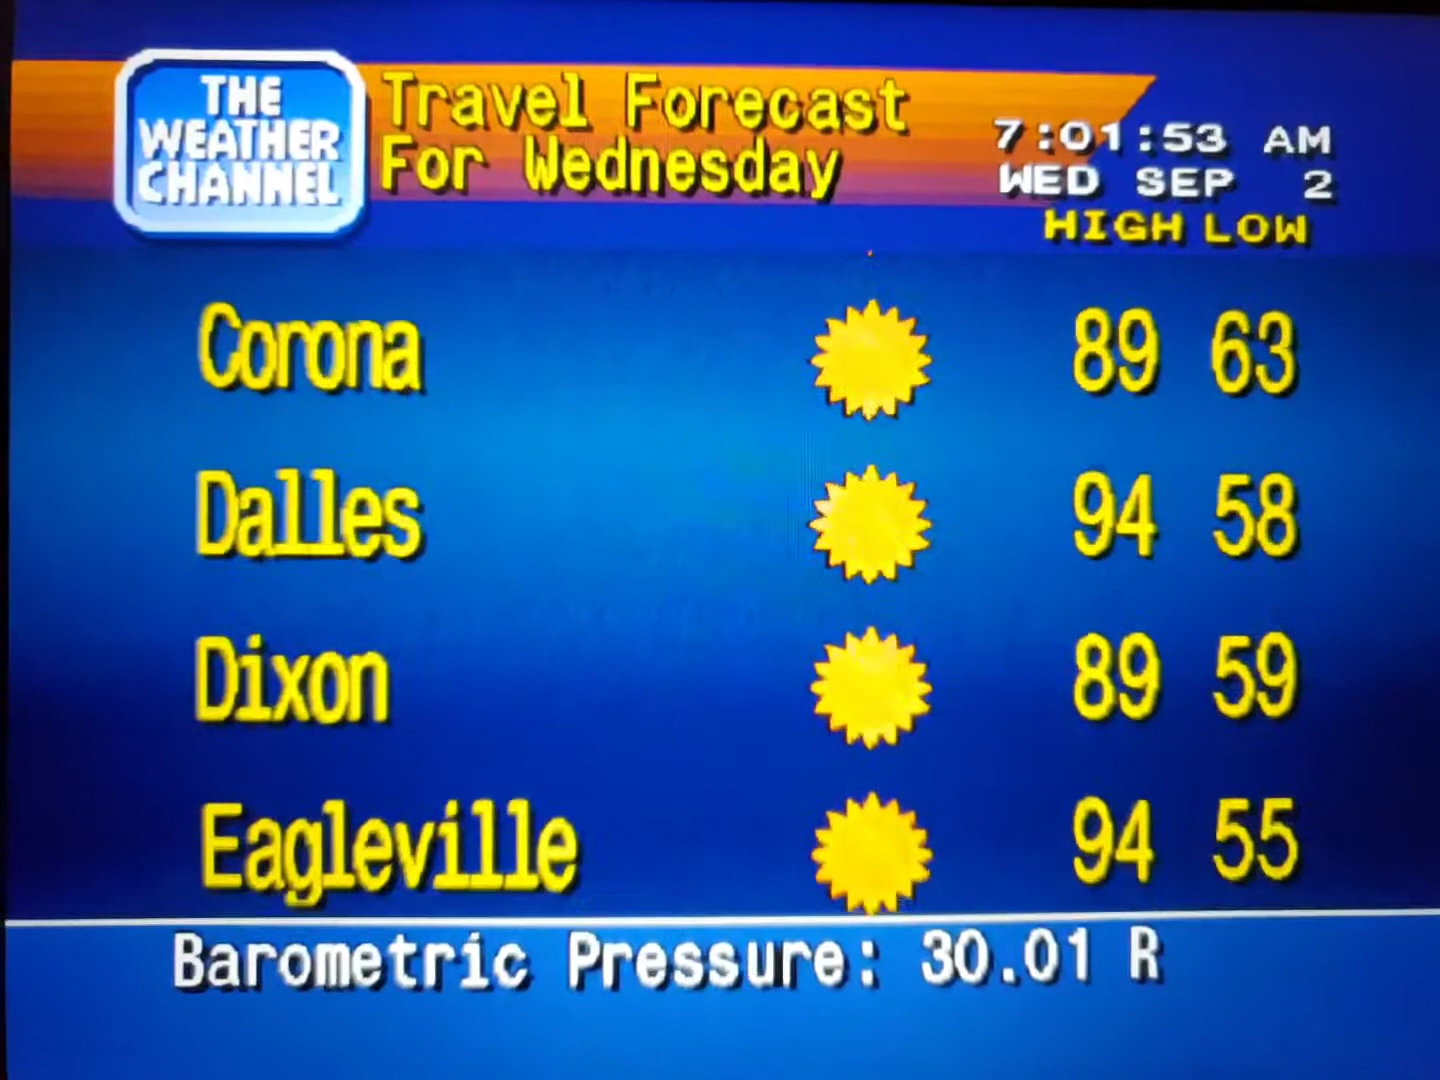 THE
WEATHER
CHANNEL
Travel Forecast
For Wednesday
7:01:53 AM
WED SEP 2
HIGH LOW
Corona 89 63
Dalles 94 58
Dixon 89 59
Eagleville 94 55
Barometric Pressure: 30.01 R